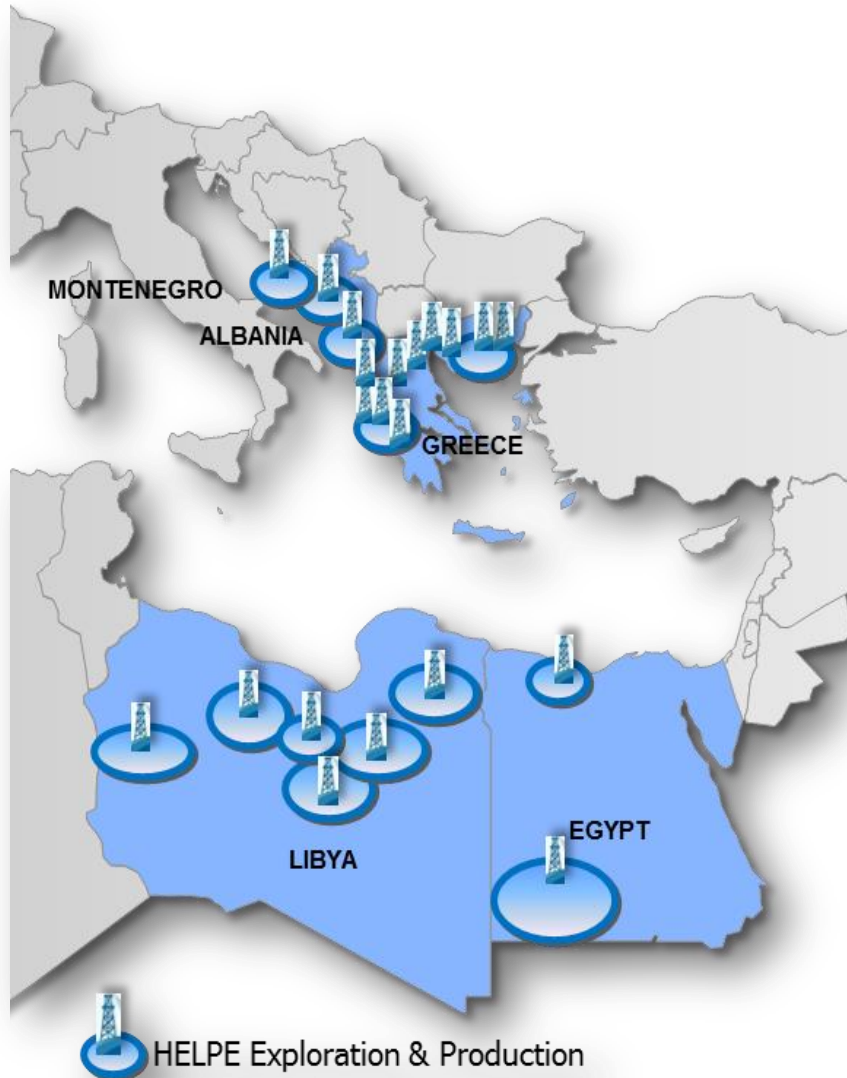 MONTENEGRO
ALBANIA
GREECE
EGYPT
LIBYA
HELPE Exploration & Production